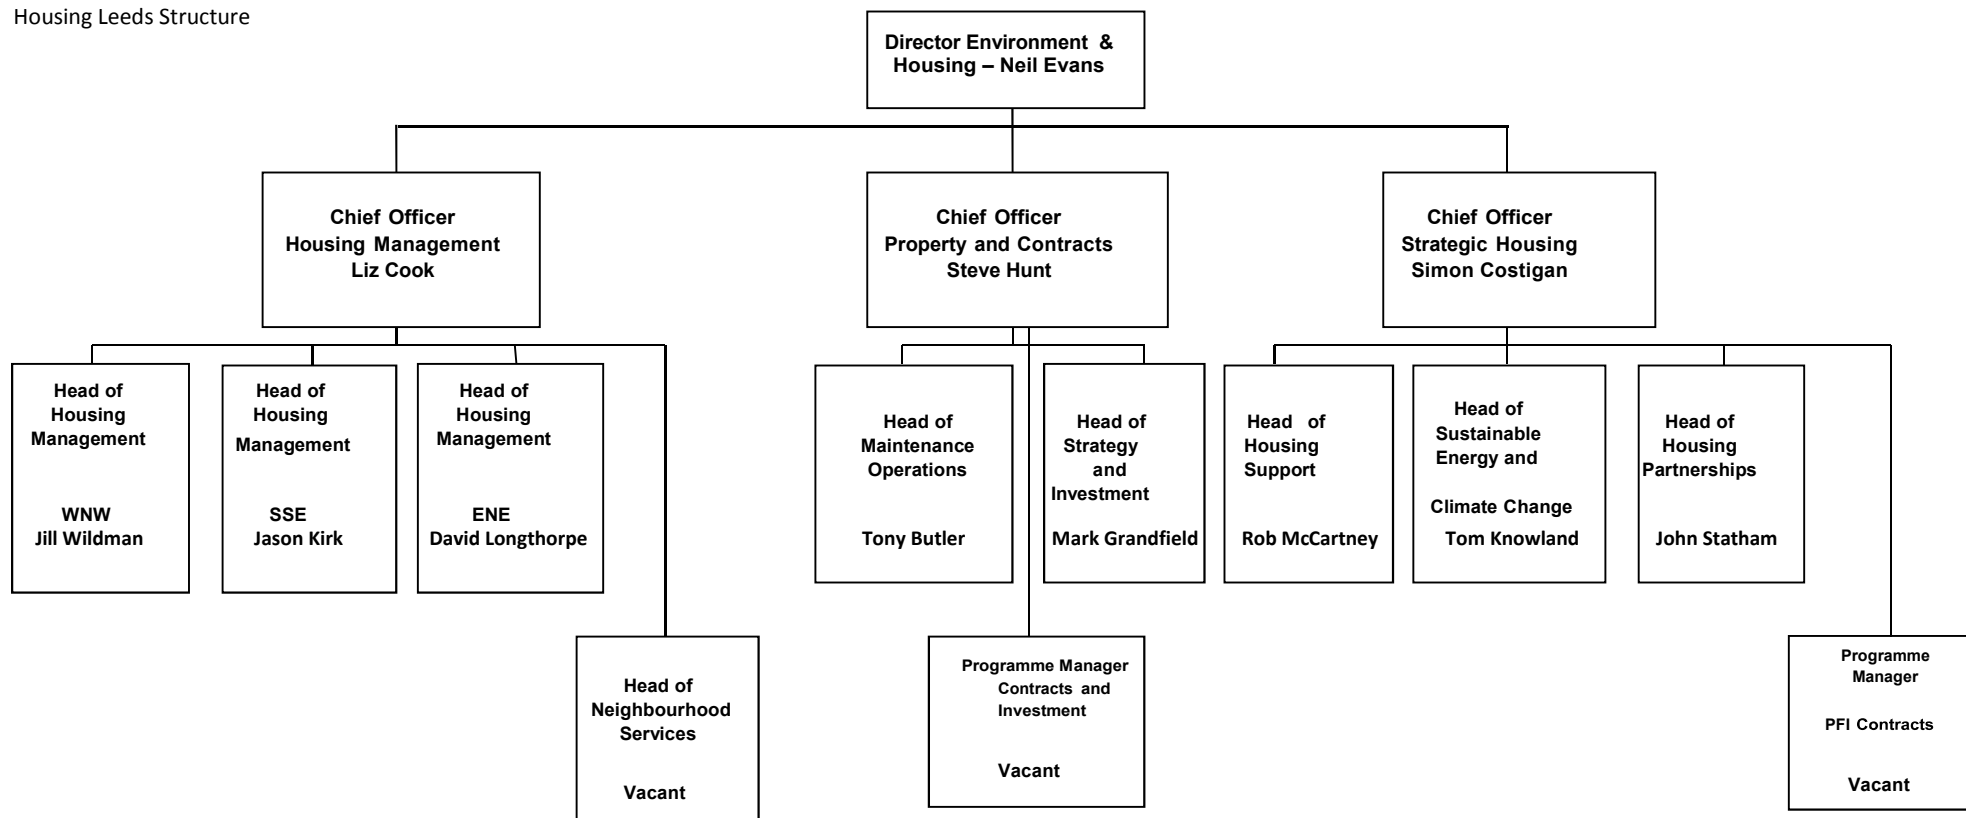 Housing Leeds Structure
Director Environment &
Housing – Neil Evans
Chief Officer
Housing Management
Liz Cook
Chief Officer
Property and Contracts
Steve Hunt
Chief Officer
Strategic Housing
Simon Costigan
Head of
Housing
Management
WNW
Jill Wildman
Head of
Housing
Management
SSE
Jason Kirk
Head of
Housing
Management
ENE
David Longthorpe
Head of
Maintenance
Operations
Tony Butler
Head of
Strategy
and
Investment
Mark Grandfield
Head of
Housing
Support
Rob McCartney
Head of
Sustainable
Energy and
Climate Change
Tom Knowland
Head of
Housing
Partnerships
John Statham
Head of
Neighbourhood
Services
Vacant
Programme Manager
Contracts and
Investment
Vacant
Programme
Manager
PFI Contracts
Vacant